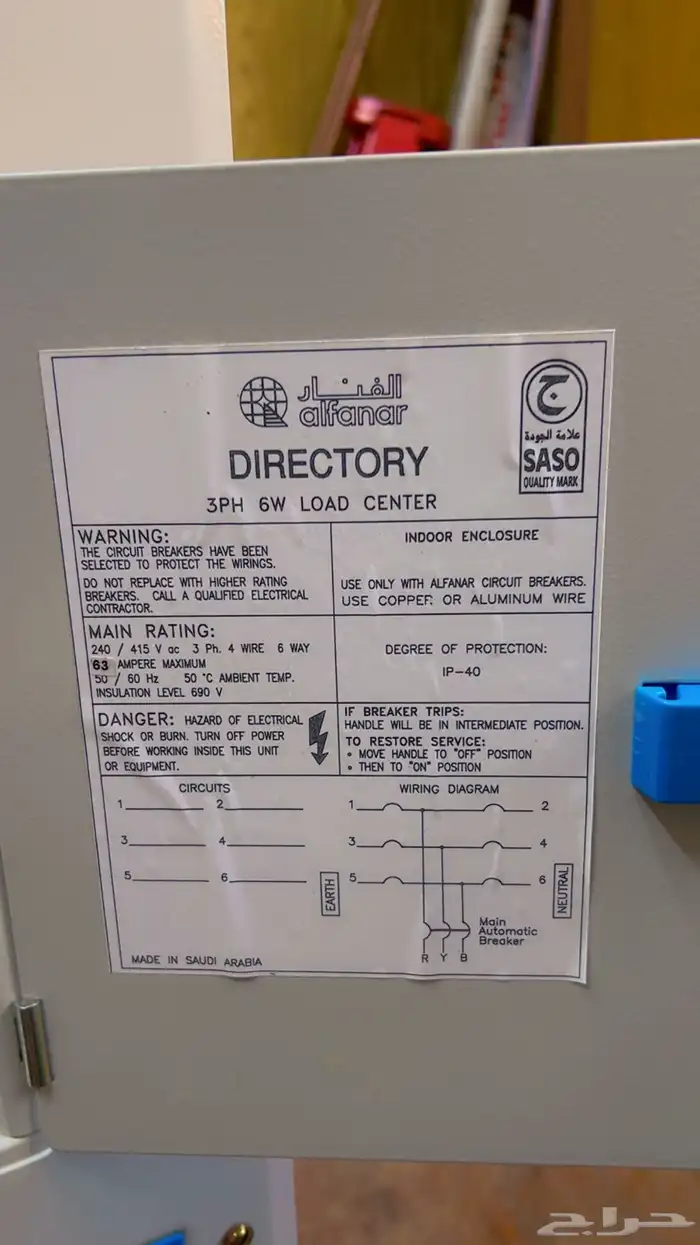 الفنار
alfanar
ج
علامة الجودة
SASO
QUALITY MARK
DIRECTORY
3PH 6W LOAD CENTER
WARNING:
THE CIRCUIT BREAKERS HAVE BEEN
SELECTED TO PROTECT THE WIRINGS.
DO NOT REPLACE WITH HIGHER RATING
BREAKERS. CALL A QUALIFIED ELECTRICAL
CONTRACTOR.
INDOOR ENCLOSURE
USE ONLY WITH ALFANAR CIRCUIT BREAKERS.
USE COPPER OR ALUMINUM WIRE
MAIN RATING:
240 / 415 V ac 3 Ph. 4 WIRE 6 WAY
63 AMPERE MAXIMUM
50 / 60 Hz 50 °C AMBIENT TEMP.
INSULATION LEVEL 690 V
DEGREE OF PROTECTION:
IP-40
DANGER: HAZARD OF ELECTRICAL
SHOCK OR BURN. TURN OFF POWER
BEFORE WORKING INSIDE THIS UNIT
OR EQUIPMENT.
IF BREAKER TRIPS:
HANDLE WILL BE IN INTERMEDIATE POSITION.
TO RESTORE SERVICE:
• MOVE HANDLE TO "OFF" POSITION
• THEN TO "ON" POSITION
CIRCUITS
1 2
3 4
5 6
EARTH
MADE IN SAUDI ARABIA
WIRING DIAGRAM
1 2
3 4
5 6
NEUTRAL
Main
Automatic
Breaker
R Y B
حراج